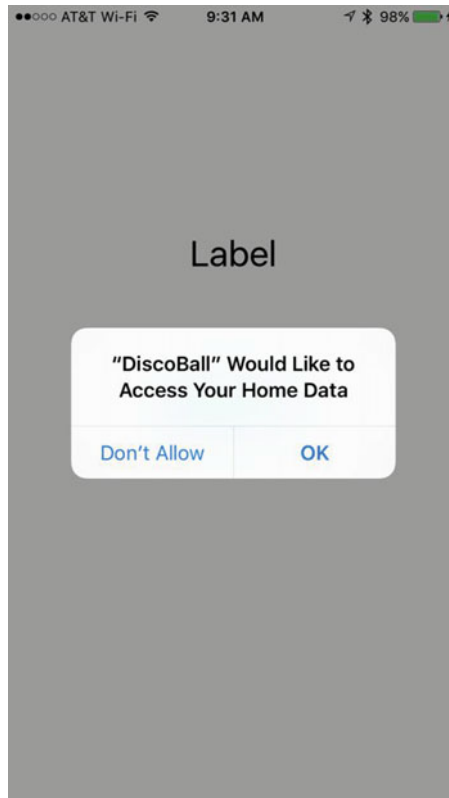 AT&T Wi-Fi 9:31 AM 98%
Label
“DiscoBall” Would Like to
Access Your Home Data
Don’t Allow OK